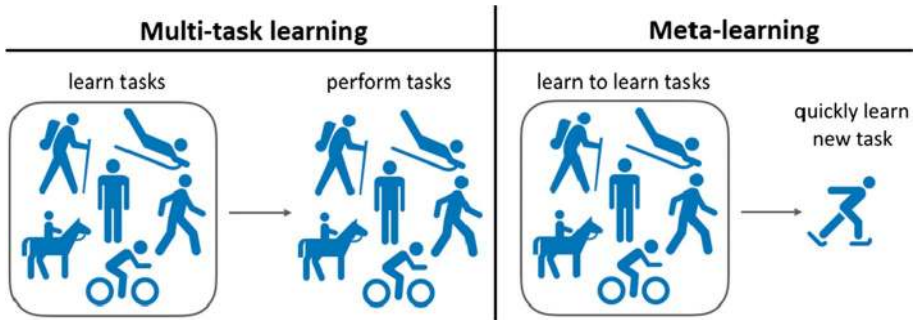 Multi-task learning
Meta-learning
learn tasks
perform tasks
learn to learn tasks
quickly learn
new task